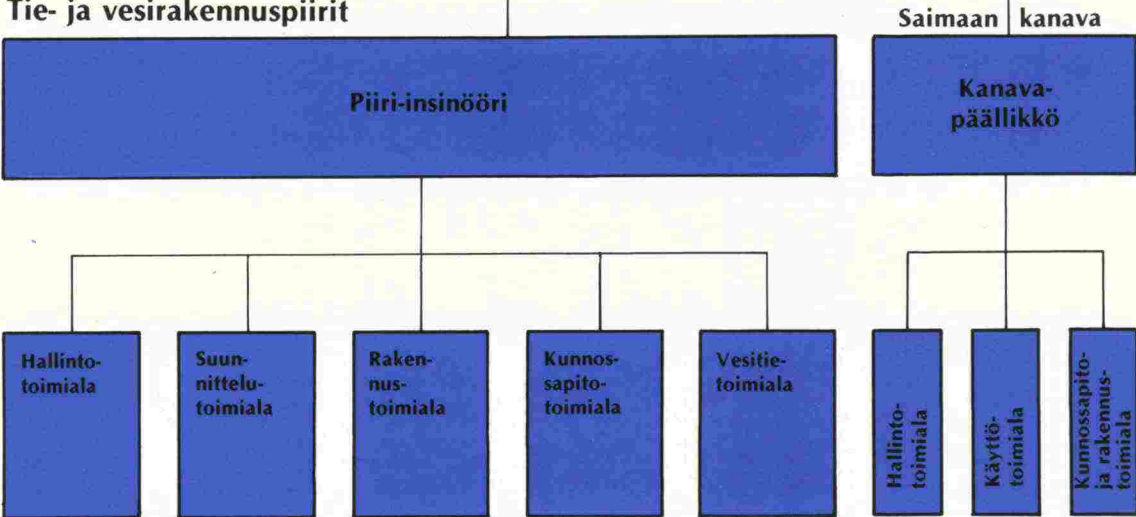 Tie- ja vesirakennuspiirit
Saimaan kanava
Piiri-insinööri
Kanava-
päällikkö
Hallinto-
toimiala
Suun-
nittelu-
toimiala
Raken-
nus-
toimiala
Kunnos-
sapito-
toimiala
Vesitie-
toimiala
Hallinto-
toimiala
Käyttö-
toimiala
Kunnossapito-
ja rakennus-
toimiala